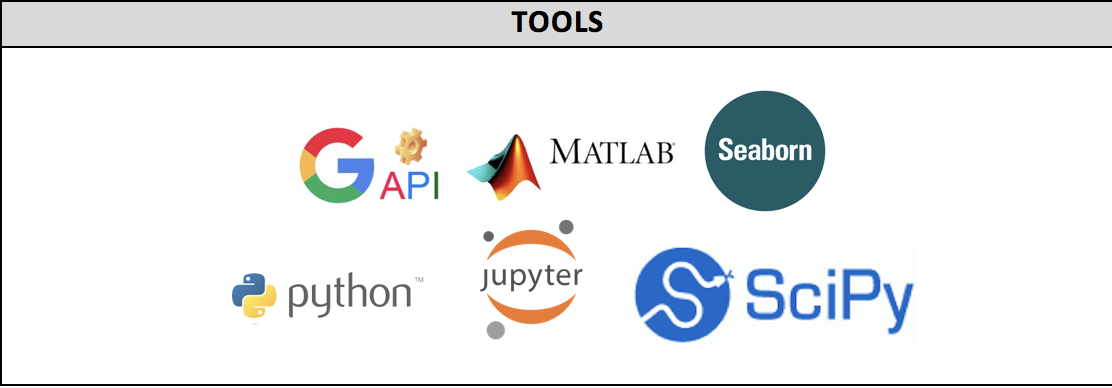 TOOLS
G API
MATLAB®
Seaborn
python™
jupyter
SciPy